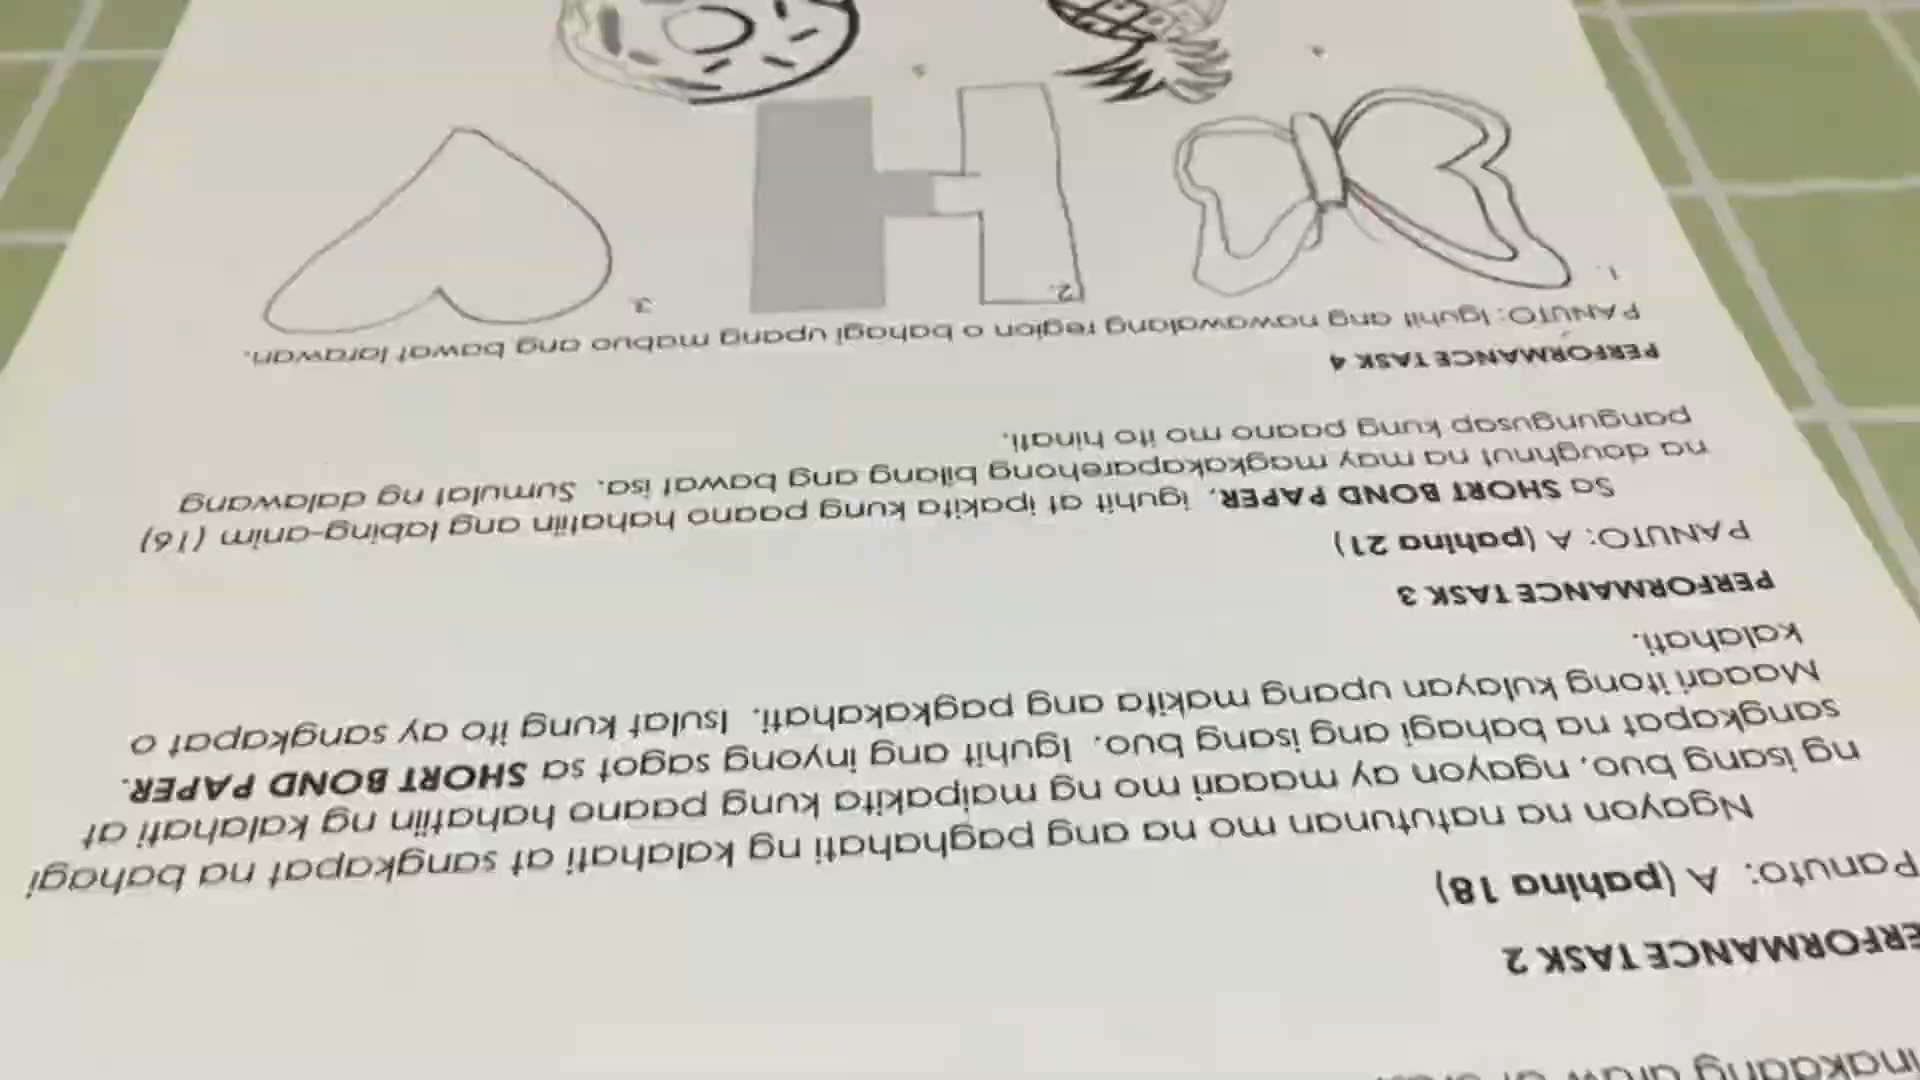 PERFORMANCE TASK 2
Panuto: A (pahina 18)
Ngayon na natutunan mo na ang paghahati ng kalahati at sangkapat na bahagi
ng isang buo, ngayon ay maaari mo ng maipakita kung paano hahatiin ng kalahati at
sangkapat na bahagi ang isang buo. Iguhit ang inyong sagot sa SHORT BOND PAPER.
Maaari itong kulayan upang makita ang pagkakahati. Isulat kung ito ay sangkapat o
kalahati.
PERFORMANCE TASK 3
PANUTO: A (pahina 21)
Sa SHORT BOND PAPER, iguhit at ipakita kung paano hahatiin ang labing-anim (16)
na doughnut na may magkakaparehong bilang ang bawat isa. Sumulat ng dalawang
pangungusap kung paano mo ito hinati.
PERFORMANCE TASK 4
PANUTO: Iguhit ang nawawalang region o bahagi upang mabuo ang bawat larawan.
1.
2.
3.